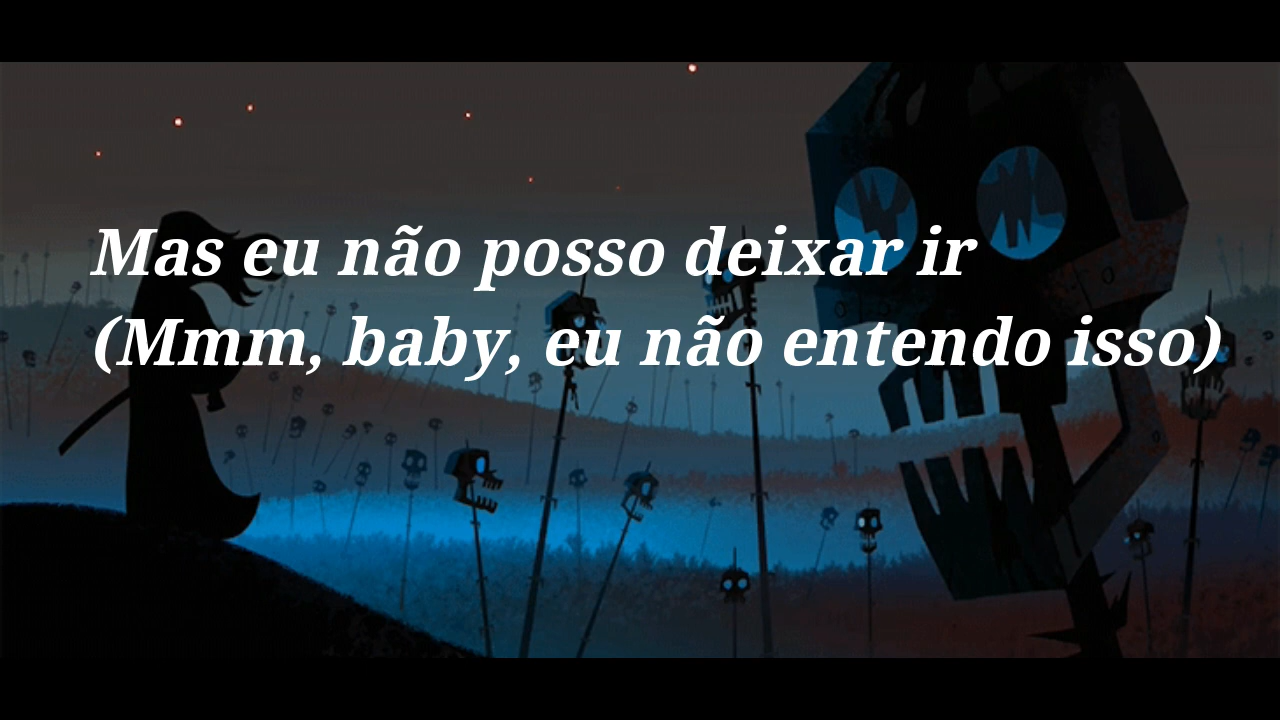 Mas eu não posso deixar ir
(Mmm, baby, eu não entendo isso)